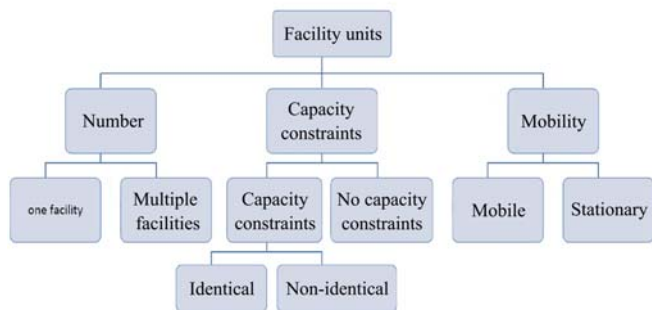 Facility units
Number
Capacity
constraints
Mobility
one facility
Multiple
facilities
Capacity
constraints
No capacity
constraints
Mobile
Stationary
Identical
Non-identical